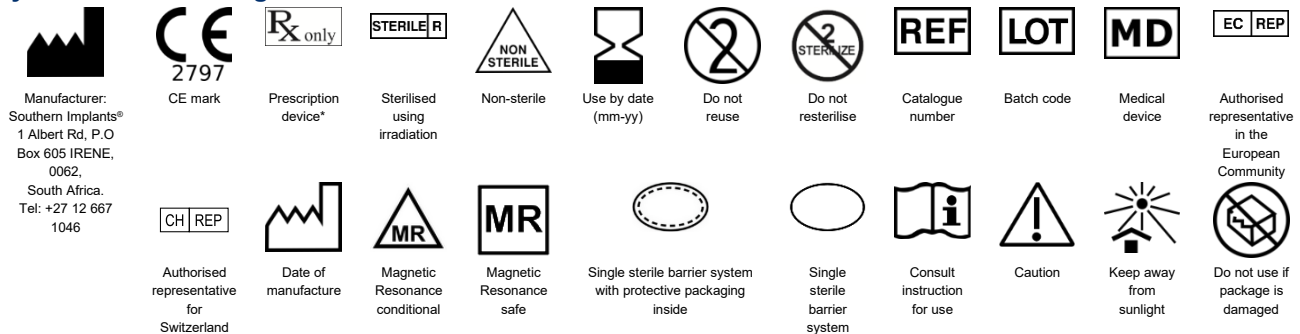 CE
2797
Rx only
STERILE R
NON
STERILE
2
2
STERILIZE
REF
LOT
MD
EC REP
Manufacturer:
Southern Implants®
1 Albert Rd, P.O
Box 605 IRENE,
0062,
South Africa.
Tel: +27 12 667
1046
CE mark
Prescription
device*
Sterilised
using
irradiation
Non-sterile
Use by date
(mm-yy)
Do not
reuse
Do not
resterilise
Catalogue
number
Batch code
Medical
device
Authorised
representative
in the
European
Community
CH REP
MR
MR
i
Authorised
representative
for
Switzerland
Date of
manufacture
Magnetic
Resonance
conditional
Magnetic
Resonance
safe
Single sterile barrier system
with protective packaging
inside
Single
sterile
barrier
system
Consult
instruction
for use
Caution
Keep away
from
sunlight
Do not use if
package is
damaged